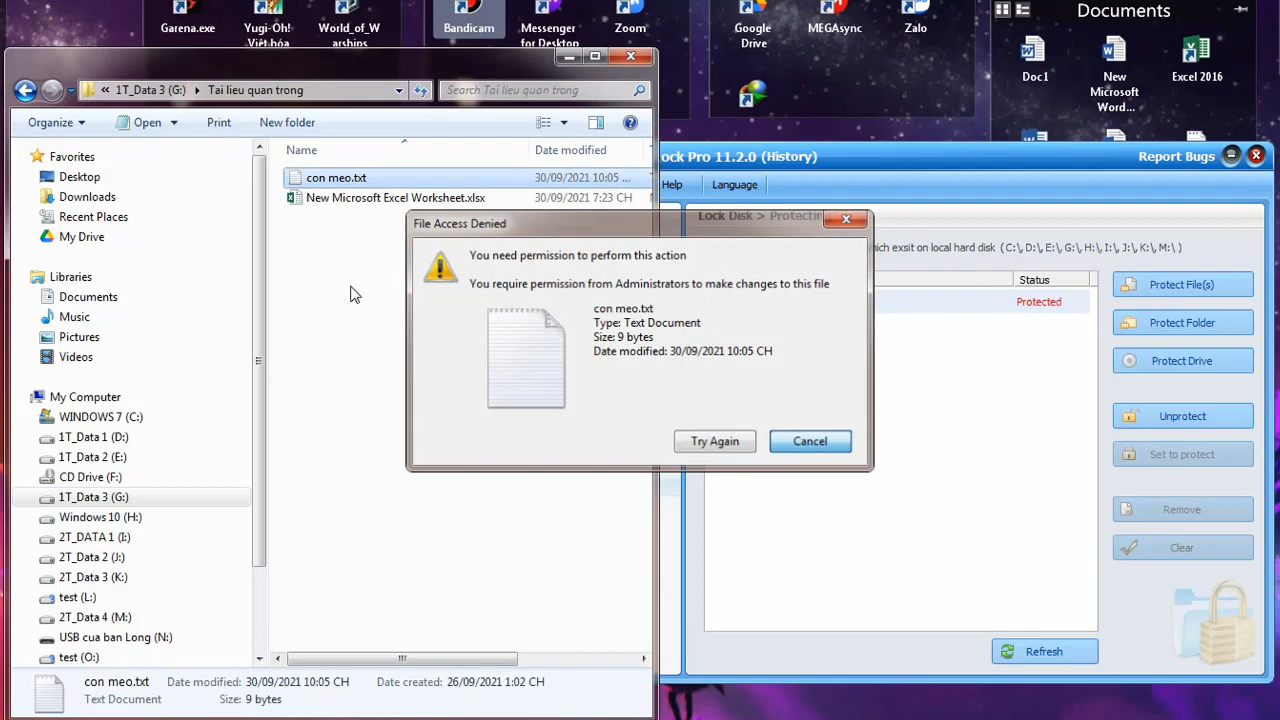 Garena.exe
Yugi-Oh!
Việt hóa
World_of_W
arships
Bandicam
Messenger
for Desktop
Zoom
Google
Drive
MEGAsync
Zalo
Documents
Doc1
New
Microsoft
Word...
Excel 2016
1T_Data 3 (G:)
Tai lieu quan trong
Search Tai lieu quan trong
Organize
Open
Print
New folder
Name
Date modified
Favorites
Desktop
Downloads
Recent Places
My Drive
Libraries
Documents
Music
Pictures
Videos
My Computer
WINDOWS 7 (C:)
1T_Data 1 (D:)
1T_Data 2 (E:)
CD Drive (F:)
1T_Data 3 (G:)
Windows 10 (H:)
2T_DATA 1 (I:)
2T_Data 2 (J:)
2T_Data 3 (K:)
test (L:)
2T_Data 4 (M:)
USB cua ban Long (N:)
test (O:)
con meo.txt 30/09/2021 10:05 ...
New Microsoft Excel Worksheet.xlsx 30/09/2021 7:23 CH
con meo.txt Date modified: 30/09/2021 10:05 CH Date created: 26/09/2021 1:02 CH
Text Document Size: 9 bytes
File Access Denied
You need permission to perform this action
You require permission from Administrators to make changes to this file
con meo.txt
Type: Text Document
Size: 9 bytes
Date modified: 30/09/2021 10:05 CH
Try Again
Cancel
ock Pro 11.2.0 (History)
Report Bugs
Help
Language
Lock Disk > Protectin
hich exsit on local hard disk (C:\, D:\, E:\, G:\, H:\, I:\, J:\, K:\, M:\ )
Status
Protected
Protect File(s)
Protect Folder
Protect Drive
Unprotect
Set to protect
Remove
Clear
Refresh